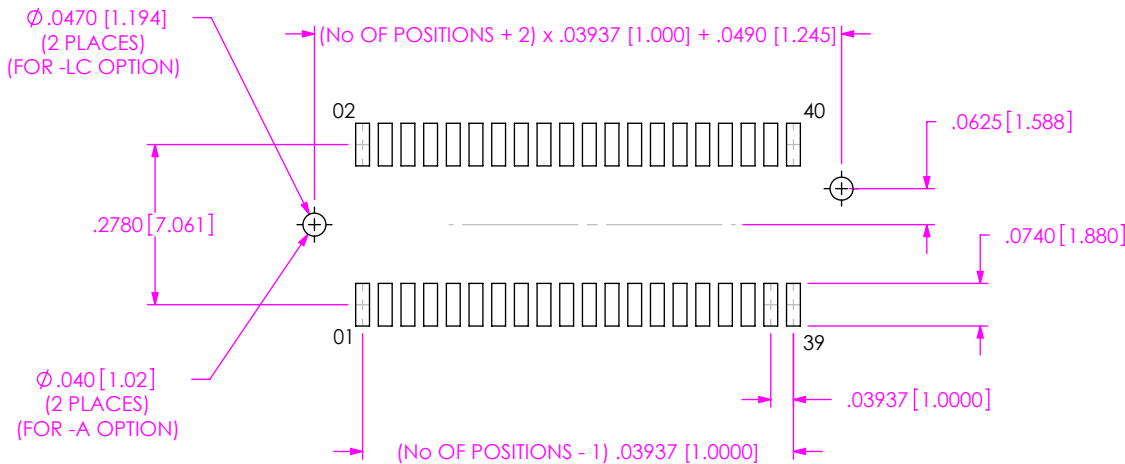 Ø.0470 [1.194]
(2 PLACES)
(FOR -LC OPTION)
(No OF POSITIONS + 2) x .03937 [1.000] + .0490 [1.245]
02
40
.0625 [1.588]
.2780 [7.061]
.0740 [1.880]
01
39
Ø.040 [1.02]
(2 PLACES)
(FOR -A OPTION)
.03937 [1.0000]
(No OF POSITIONS - 1) .03937 [1.0000]